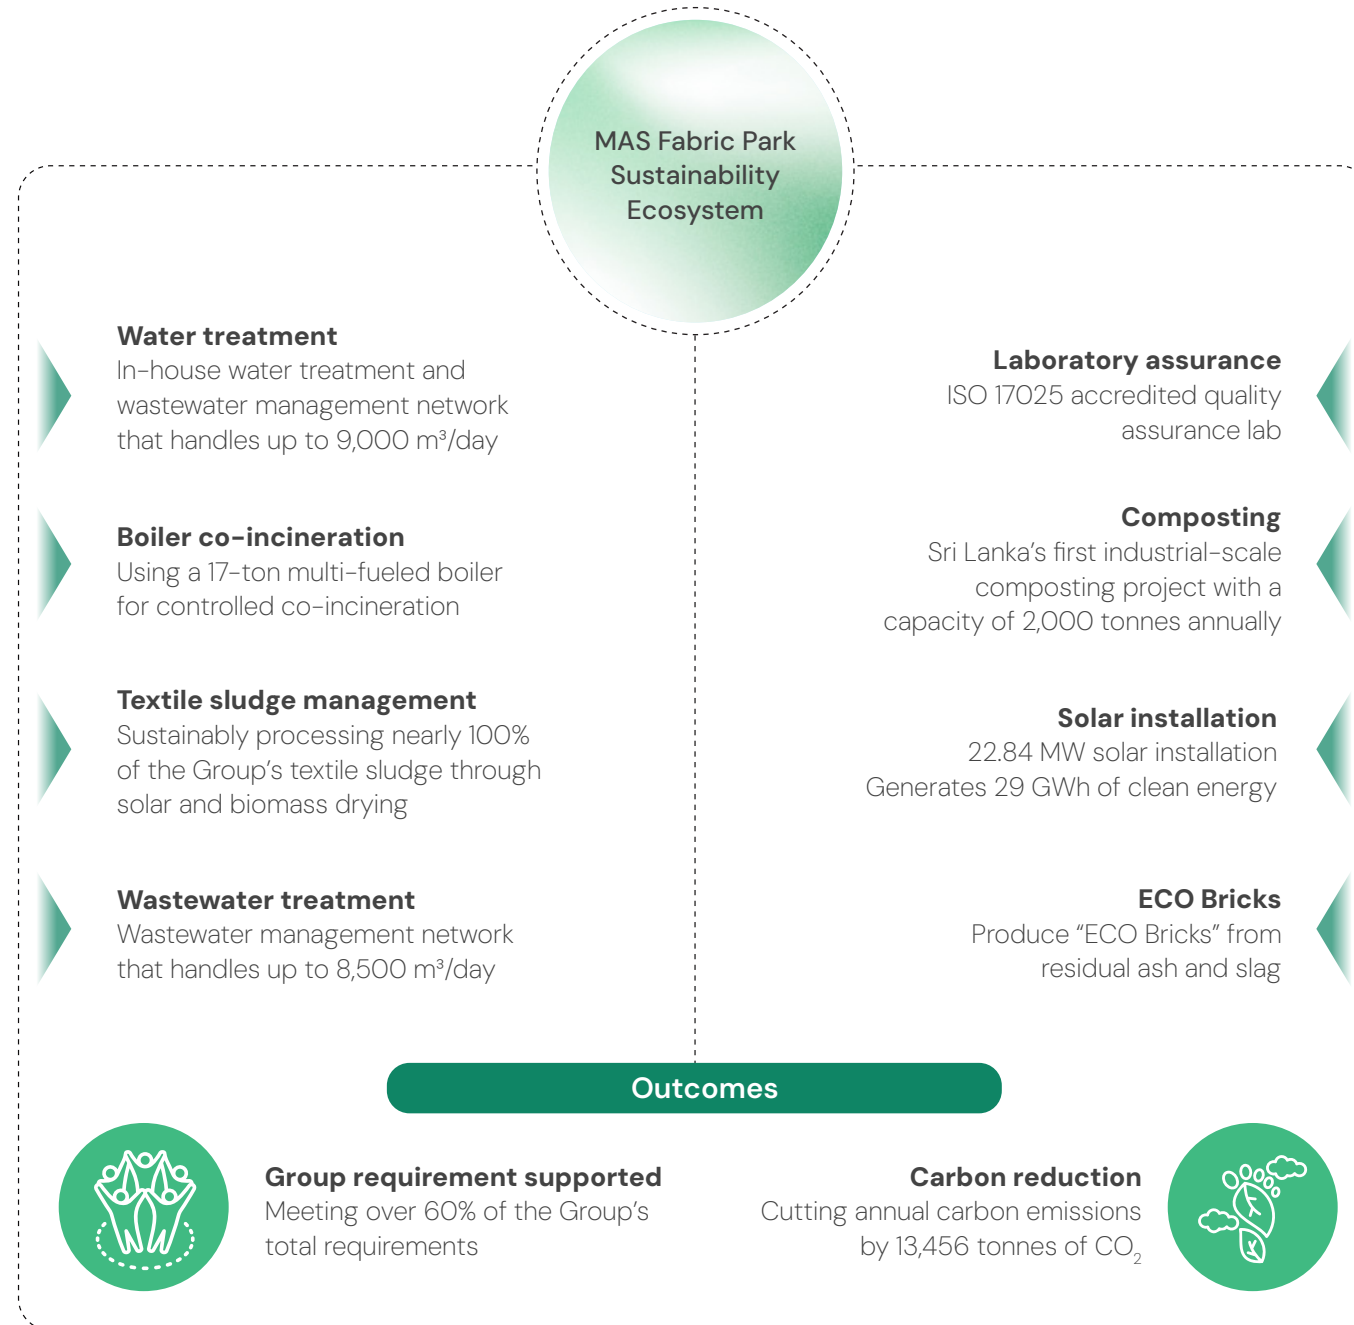 MAS Fabric Park
Sustainability
Ecosystem
Water treatment
In-house water treatment and
wastewater management network
that handles up to 9,000 m³/day
Boiler co-incineration
Using a 17-ton multi-fueled boiler
for controlled co-incineration
Textile sludge management
Sustainably processing nearly 100%
of the Group's textile sludge through
solar and biomass drying
Wastewater treatment
Wastewater management network
that handles up to 8,500 m³/day
Laboratory assurance
ISO 17025 accredited quality
assurance lab
Composting
Sri Lanka's first industrial-scale
composting project with a
capacity of 2,000 tonnes annually
Solar installation
22.84 MW solar installation
Generates 29 GWh of clean energy
ECO Bricks
Produce “ECO Bricks” from
residual ash and slag
Outcomes
Group requirement supported
Meeting over 60% of the Group's
total requirements
Carbon reduction
Cutting annual carbon emissions
by 13,456 tonnes of CO₂